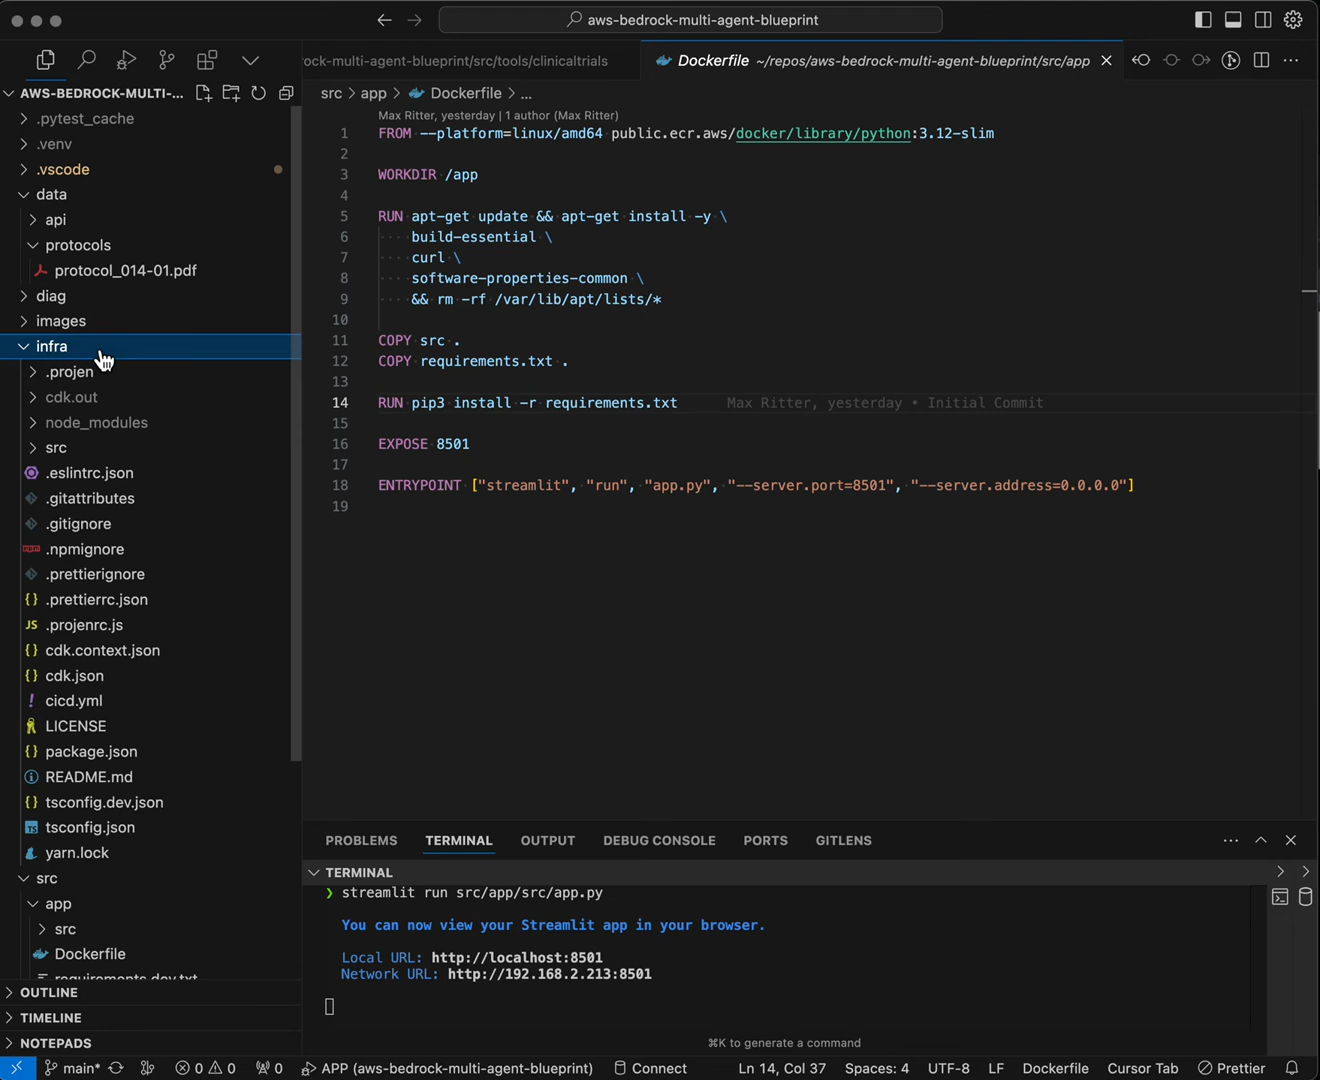 aws-bedrock-multi-agent-blueprint
ock-multi-agent-blueprint/src/tools/clinicaltrials
Dockerfile ~/repos/aws-bedrock-multi-agent-blueprint/src/app
AWS-BEDROCK-MULTI-...
.pytest_cache
.venv
.vscode
data
api
protocols
protocol_014-01.pdf
diag
images
infra
.projen
cdk.out
node_modules
src
.eslintrc.json
.gitattributes
.gitignore
.npmignore
.prettierignore
.prettierrc.json
JS .projenrc.js
cdk.context.json
cdk.json
cicd.yml
LICENSE
package.json
README.md
tsconfig.dev.json
TS tsconfig.json
yarn.lock
src
app
src
Dockerfile
requirements.dev.txt
OUTLINE
TIMELINE
NOTEPADS
src > app > Dockerfile > ...
Max Ritter, yesterday | 1 author (Max Ritter)
1 FROM --platform=linux/amd64 public.ecr.aws/docker/library/python:3.12-slim
2
3 WORKDIR /app
4
5 RUN apt-get update && apt-get install -y \
6 build-essential \
7 curl \
8 software-properties-common \
9 && rm -rf /var/lib/apt/lists/*
10
11 COPY src .
12 COPY requirements.txt .
13
14 RUN pip3 install -r requirements.txt Max Ritter, yesterday • Initial Commit
15
16 EXPOSE 8501
17
18 ENTRYPOINT ["streamlit", "run", "app.py", "--server.port=8501", "--server.address=0.0.0.0"]
19
PROBLEMS TERMINAL OUTPUT DEBUG CONSOLE PORTS GITLENS
TERMINAL
❯ streamlit run src/app/src/app.py
You can now view your Streamlit app in your browser.
Local URL: http://localhost:8501
Network URL: http://192.168.2.213:8501
⌘K to generate a command
main* 0 0 0 APP (aws-bedrock-multi-agent-blueprint) Connect Ln 14, Col 37 Spaces: 4 UTF-8 LF Dockerfile Cursor Tab Prettier